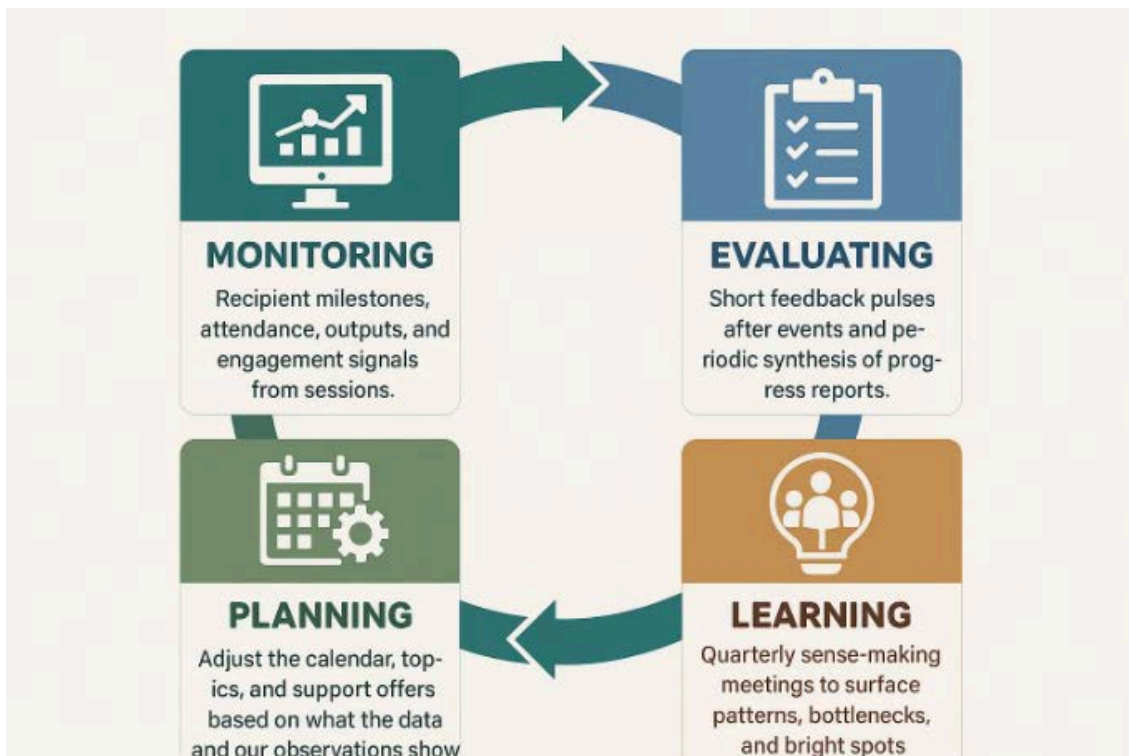 MONITORING
Recipient milestones,
attendance, outputs, and
engagement signals
from sessions.
EVALUATING
Short feedback pulses
after events and pe-
riodic synthesis of prog-
ress reports.
PLANNING
Adjust the calendar, top-
ics, and support offers
based on what the data
and our observations show
LEARNING
Quarterly sense-making
meetings to surface
patterns, bottlenecks,
and bright spots